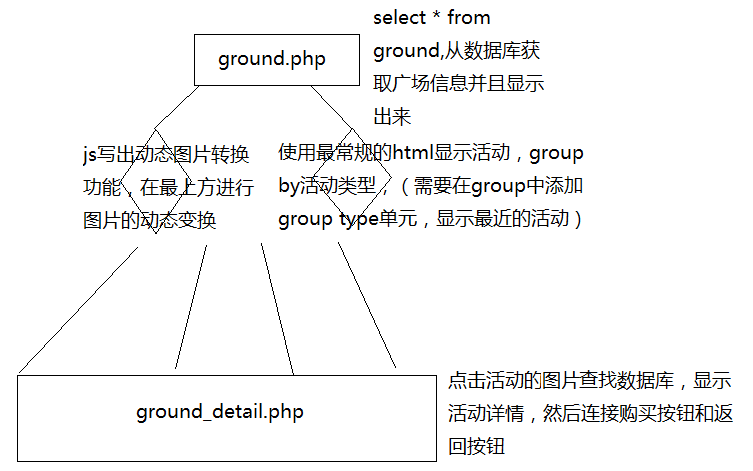 select * from
ground,从数据库获
取广场信息并且显示
出来
ground.php
js写出动态图片转换
功能，在最上方进行
图片的动态变换
使用最常规的html显示活动，group
by活动类型，（需要在group中添加
group type单元，显示最近的活动）
ground_detail.php
点击活动的图片查找数据库，显示
活动详情，然后连接购买按钮和返
回按钮